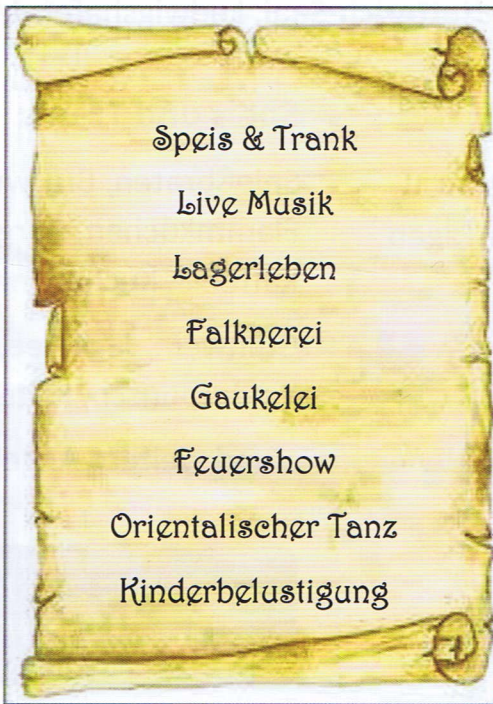 Speis & Trank
Live Musik
Lagerleben
Falknerei
Gaukelei
Feuershow
Orientalischer Tanz
Kinderbelustigung